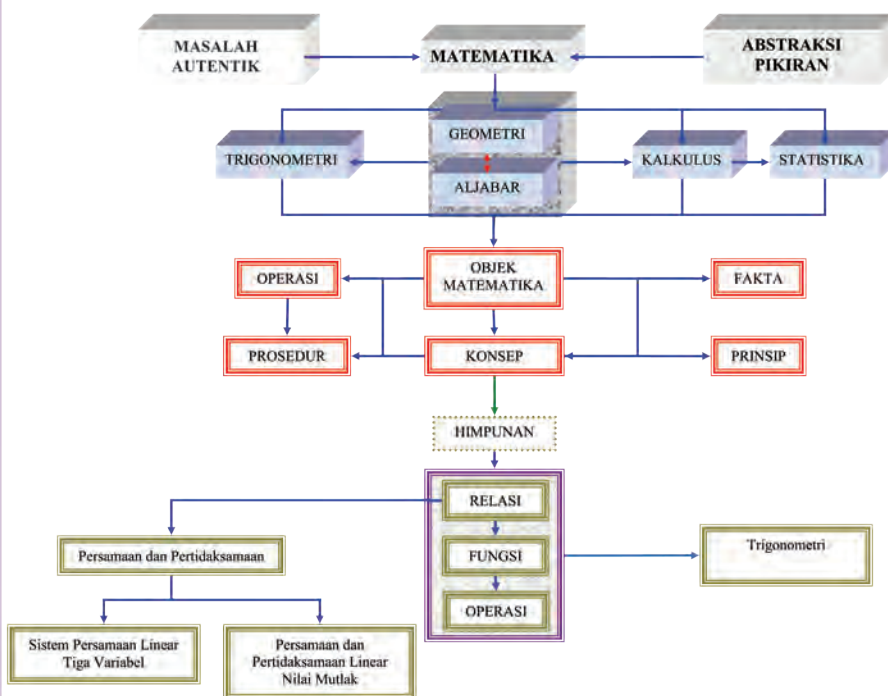 MASALAH
AUTENTIK
MATEMATIKA
ABSTRAKSI
PIKIRAN
GEOMETRI
TRIGONOMETRI
ALJABAR
KALKULUS
STATISTIKA
OPERASI
OBJEK
MATEMATIKA
FAKTA
PROSEDUR
KONSEP
PRINSIP
HIMPUNAN
RELASI
Persamaan dan Pertidaksamaan
FUNGSI
Trigonometri
OPERASI
Sistem Persamaan Linear
Tiga Variabel
Persamaan dan
Pertidaksamaan Linear
Nilai Mutlak